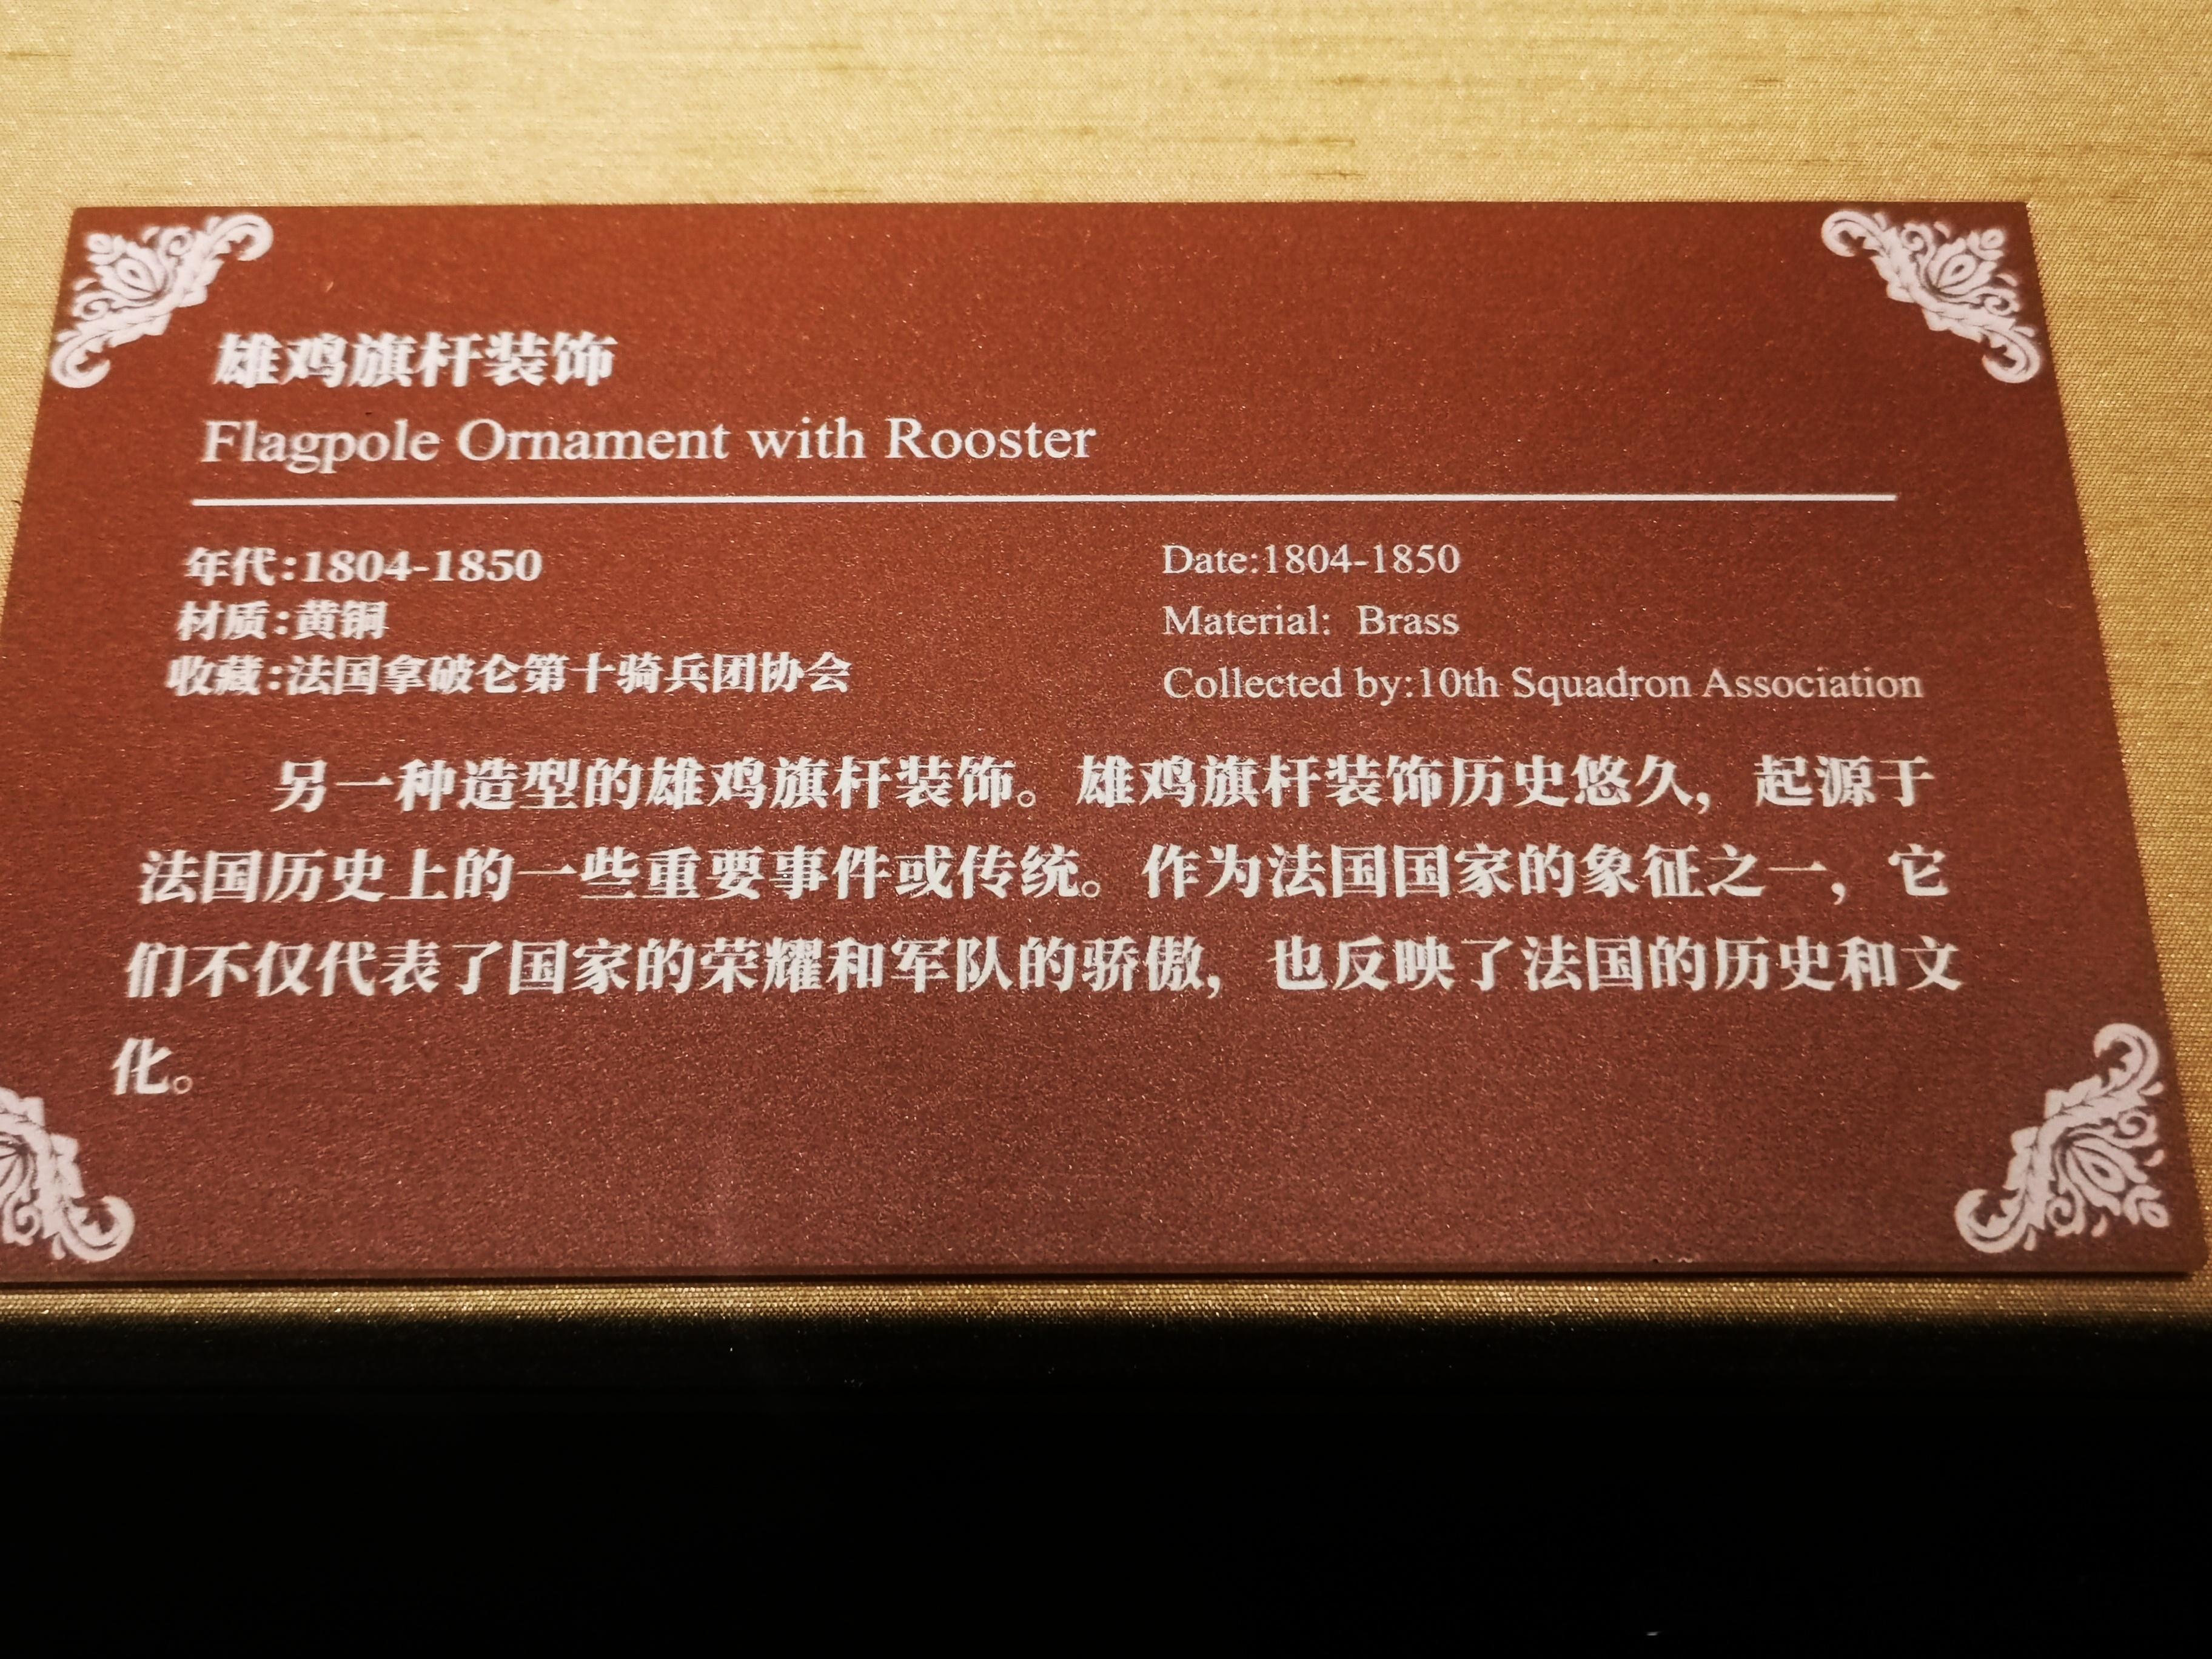 雄鸡旗杆装饰
Flagpole Ornament with Rooster
年代:1804-1850
材质:黄铜
收藏:法国拿破仑第十骑兵团协会
Date:1804-1850
Material: Brass
Collected by:10th Squadron Association
另一种造型的雄鸡旗杆装饰。雄鸡旗杆装饰历史悠久，起源于
法国历史上的一些重要事件或传统。作为法国国家的象征之一，它
们不仅代表了国家的荣耀和军队的骄傲，也反映了法国的历史和文
化。